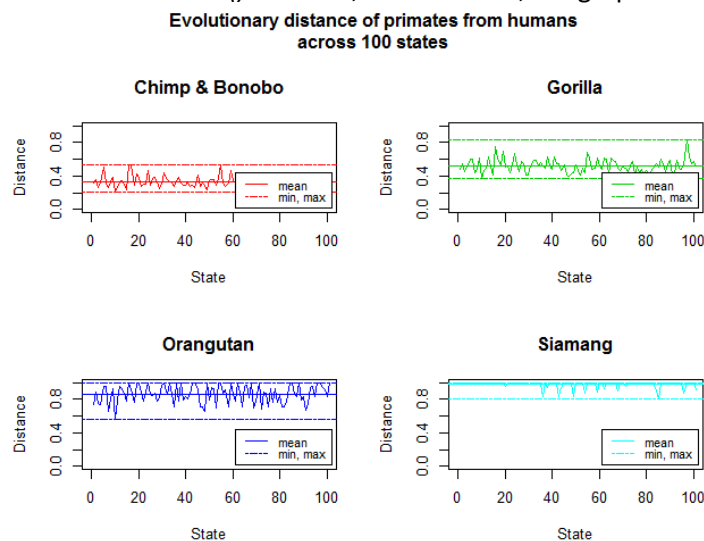 Evolutionary distance of primates from humans
across 100 states
Chimp & Bonobo
Distance
0.0 0.4 0.8
mean
min, max
0 20 40 60 80 100
State
Gorilla
Distance
0.0 0.4 0.8
mean
min, max
0 20 40 60 80 100
State
Orangutan
Distance
0.0 0.4 0.8
mean
min, max
0 20 40 60 80 100
State
Siamang
Distance
0.0 0.4 0.8
mean
min, max
0 20 40 60 80 100
State